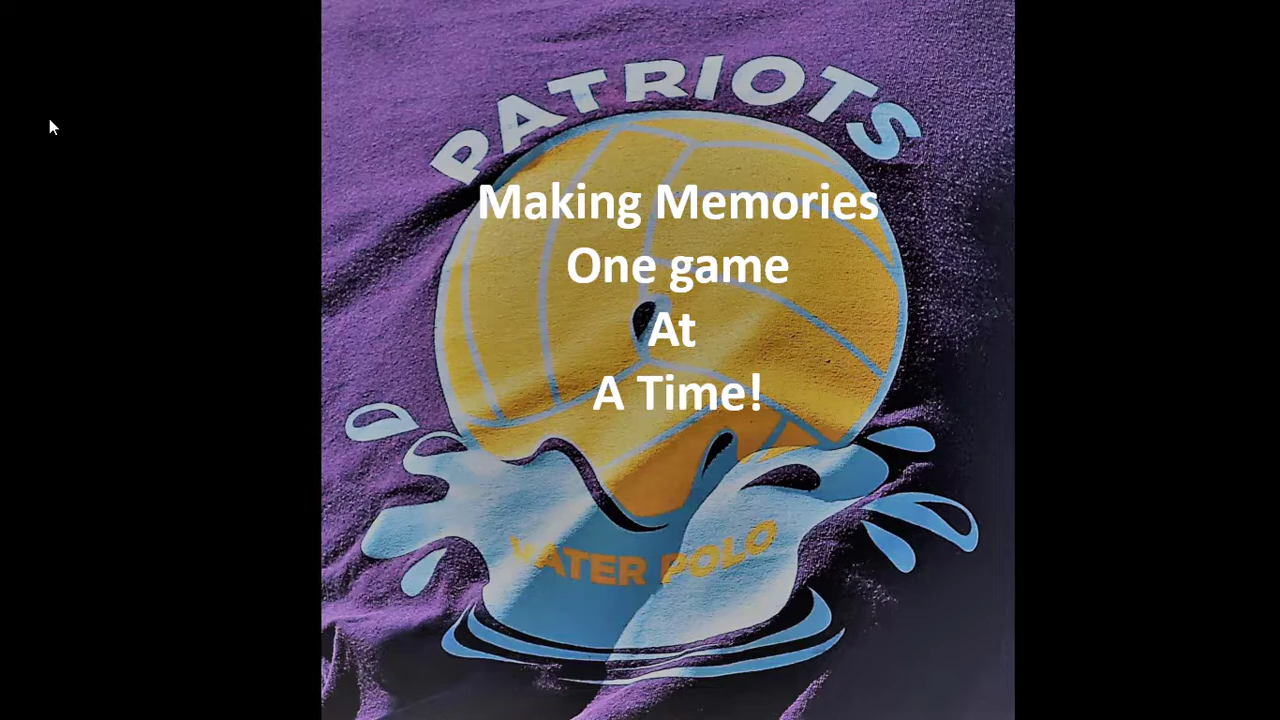 PATRIOTS
Making Memories
One game
At
A Time!
WATER POLO